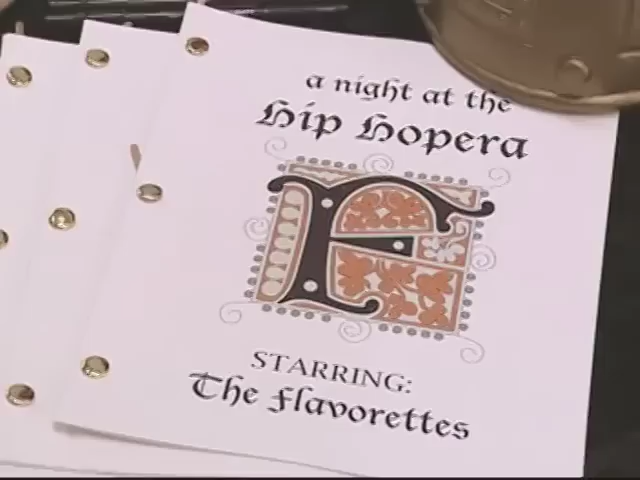 a night at the
Hip Hopera
F
STARRING:
The Flavorettes